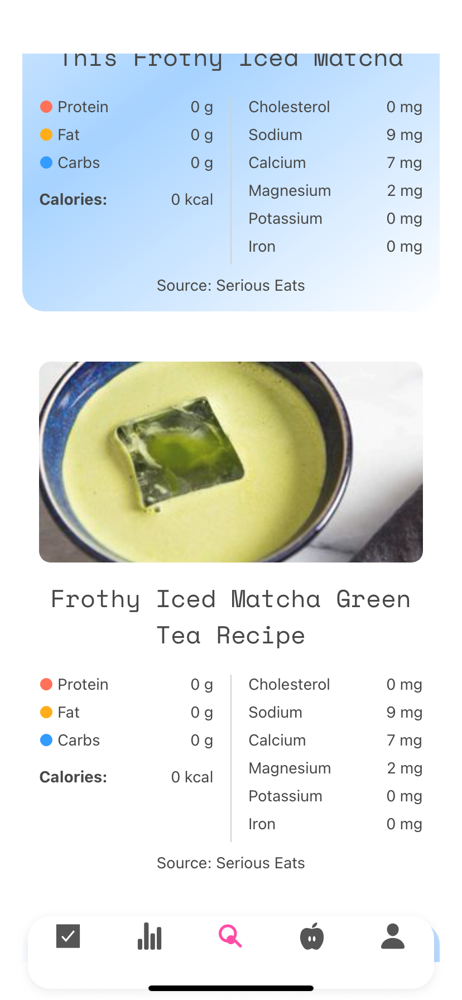 This Frothy Iced Matcha
Protein 0 g
Fat 0 g
Carbs 0 g
Calories: 0 kcal
Cholesterol 0 mg
Sodium 9 mg
Calcium 7 mg
Magnesium 2 mg
Potassium 0 mg
Iron 0 mg
Source: Serious Eats
Frothy Iced Matcha Green
Tea Recipe
Protein 0 g
Fat 0 g
Carbs 0 g
Calories: 0 kcal
Cholesterol 0 mg
Sodium 9 mg
Calcium 7 mg
Magnesium 2 mg
Potassium 0 mg
Iron 0 mg
Source: Serious Eats